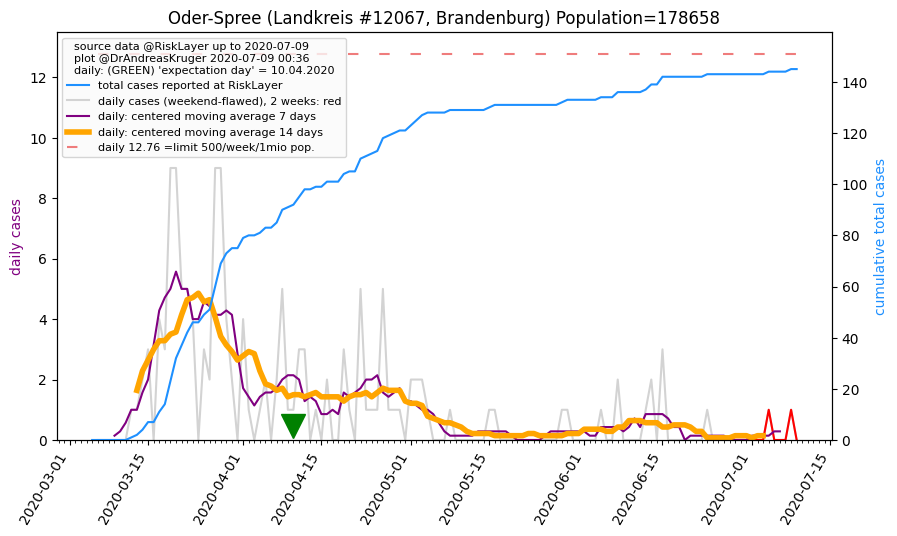 Oder-Spree (Landkreis #12067, Brandenburg) Population=178658
source data @RiskLayer up to 2020-07-09
plot @DrAndreasKruger 2020-07-09 00:36
daily: (GREEN) 'expectation day' = 10.04.2020
total cases reported at RiskLayer
daily cases (weekend-flawed), 2 weeks: red
daily: centered moving average 7 days
daily: centered moving average 14 days
daily 12.76 =limit 500/week/1mio pop.
daily cases
12
10
8
6
4
2
0
cumulative total cases
140
120
100
80
60
40
20
0
2020-03-01
2020-03-15
2020-04-01
2020-04-15
2020-05-01
2020-05-15
2020-06-01
2020-06-15
2020-07-01
2020-07-15